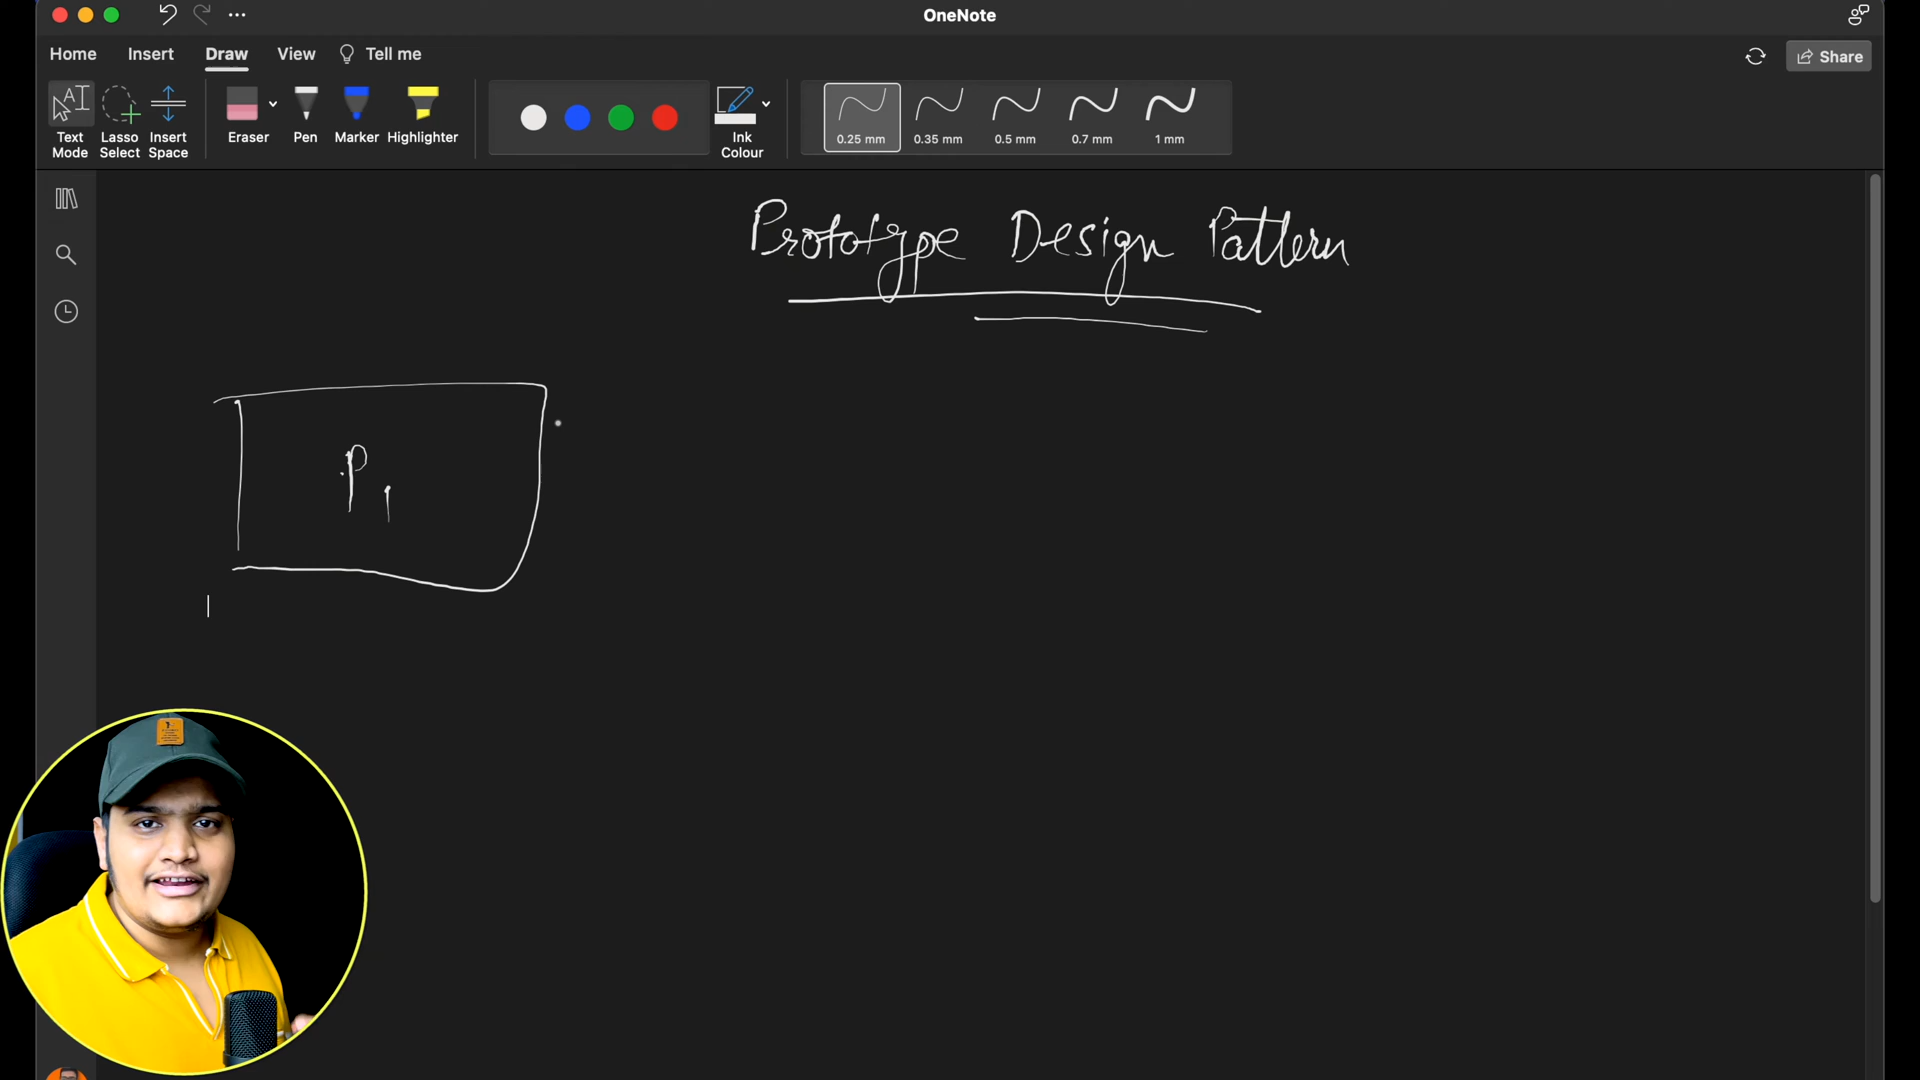 OneNote
Home Insert Draw View Tell me Share
Text Mode
Lasso Select
Insert Space
Eraser
Pen
Marker
Highlighter
Ink Colour
0.25 mm
0.35 mm
0.5 mm
0.7 mm
1 mm
Prototype Design Pattern
P1